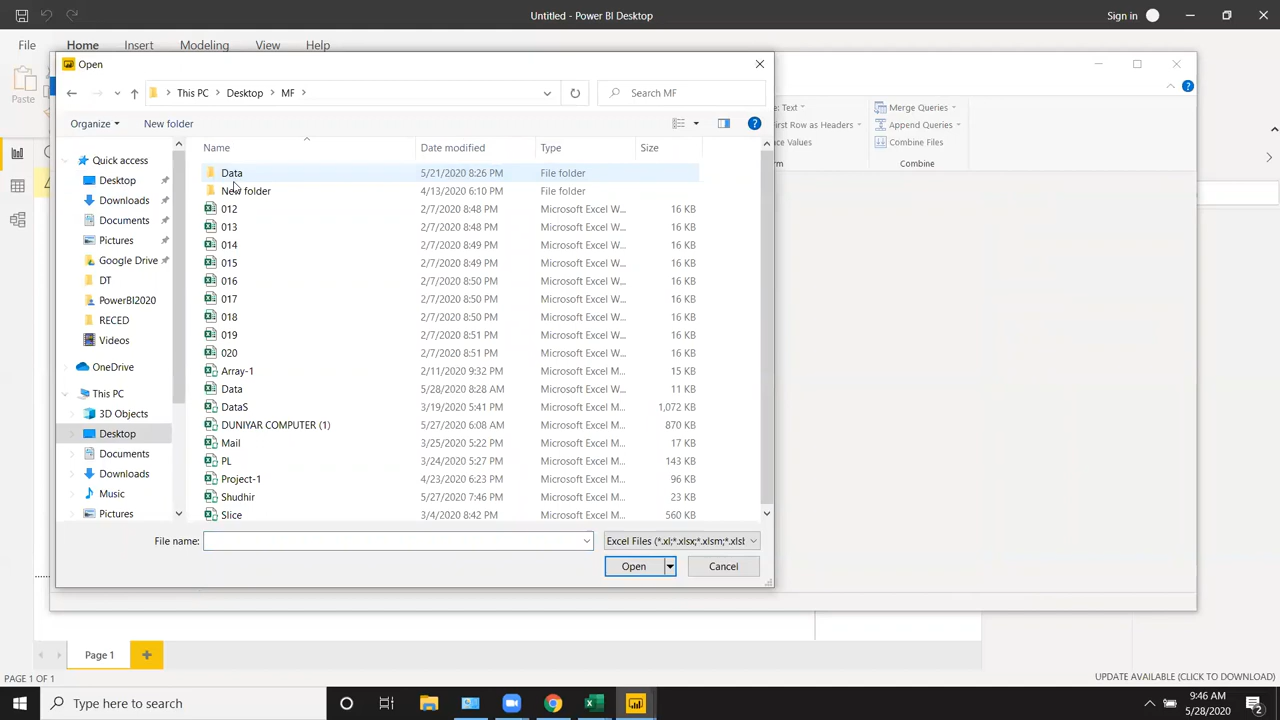 Untitled - Power BI Desktop
Sign in
File Home Insert Modeling View Help
Open
Paste
This PC Desktop MF
Search MF
Organize New folder
Name Date modified Type Size
Quick access
Desktop
Downloads
Documents
Pictures
Google Drive
DT
PowerBI2020
RECED
Videos
OneDrive
This PC
3D Objects
Desktop
Documents
Downloads
Music
Pictures
Data 5/21/2020 8:26 PM File folder
New folder 4/13/2020 6:10 PM File folder
012 2/7/2020 8:48 PM Microsoft Excel W... 16 KB
013 2/7/2020 8:48 PM Microsoft Excel W... 16 KB
014 2/7/2020 8:49 PM Microsoft Excel W... 16 KB
015 2/7/2020 8:49 PM Microsoft Excel W... 16 KB
016 2/7/2020 8:50 PM Microsoft Excel W... 16 KB
017 2/7/2020 8:50 PM Microsoft Excel W... 16 KB
018 2/7/2020 8:50 PM Microsoft Excel W... 16 KB
019 2/7/2020 8:51 PM Microsoft Excel W... 16 KB
020 2/7/2020 8:51 PM Microsoft Excel W... 16 KB
Array-1 2/11/2020 9:32 PM Microsoft Excel M... 15 KB
Data 5/28/2020 8:28 AM Microsoft Excel W... 11 KB
DataS 3/19/2020 5:41 PM Microsoft Excel M... 1,072 KB
DUNIYAR COMPUTER (1) 5/27/2020 6:08 AM Microsoft Excel M... 870 KB
Mail 3/25/2020 5:22 PM Microsoft Excel M... 17 KB
PL 3/24/2020 5:27 PM Microsoft Excel M... 143 KB
Project-1 4/23/2020 6:23 PM Microsoft Excel M... 96 KB
Shudhir 5/27/2020 7:46 PM Microsoft Excel M... 23 KB
Slice 3/4/2020 8:42 PM Microsoft Excel M... 560 KB
File name:
Excel Files (*.xl;*.xlsx;*.xlsm;*.xlst
Open Cancel
e: Text
irst Row as Headers
ce Values
rm
Merge Queries
Append Queries
Combine Files
Combine
Page 1
PAGE 1 OF 1
UPDATE AVAILABLE (CLICK TO DOWNLOAD)
Type here to search
9:46 AM
5/28/2020
2